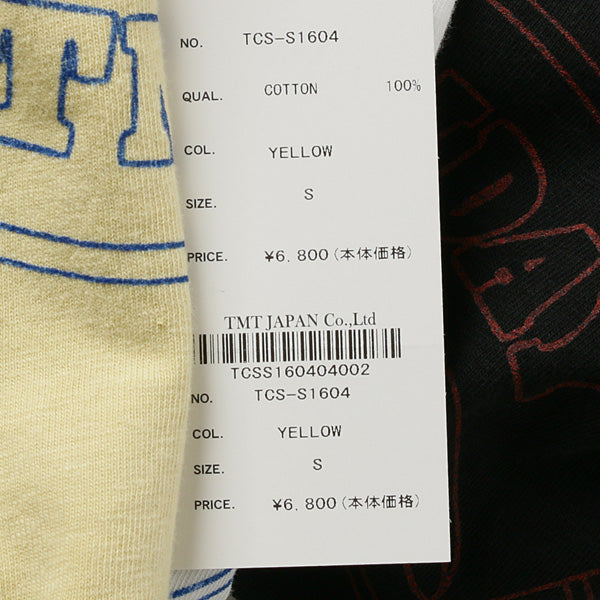 NO. TCS-S1604
QUAL. COTTON 100%
COL. YELLOW
SIZE. S
PRICE. ¥6,800(本体価格)
TMT JAPAN Co.,Ltd
TCSS160404002
NO. TCS-S1604
COL. YELLOW
SIZE. S
PRICE. ¥6,800(本体価格)